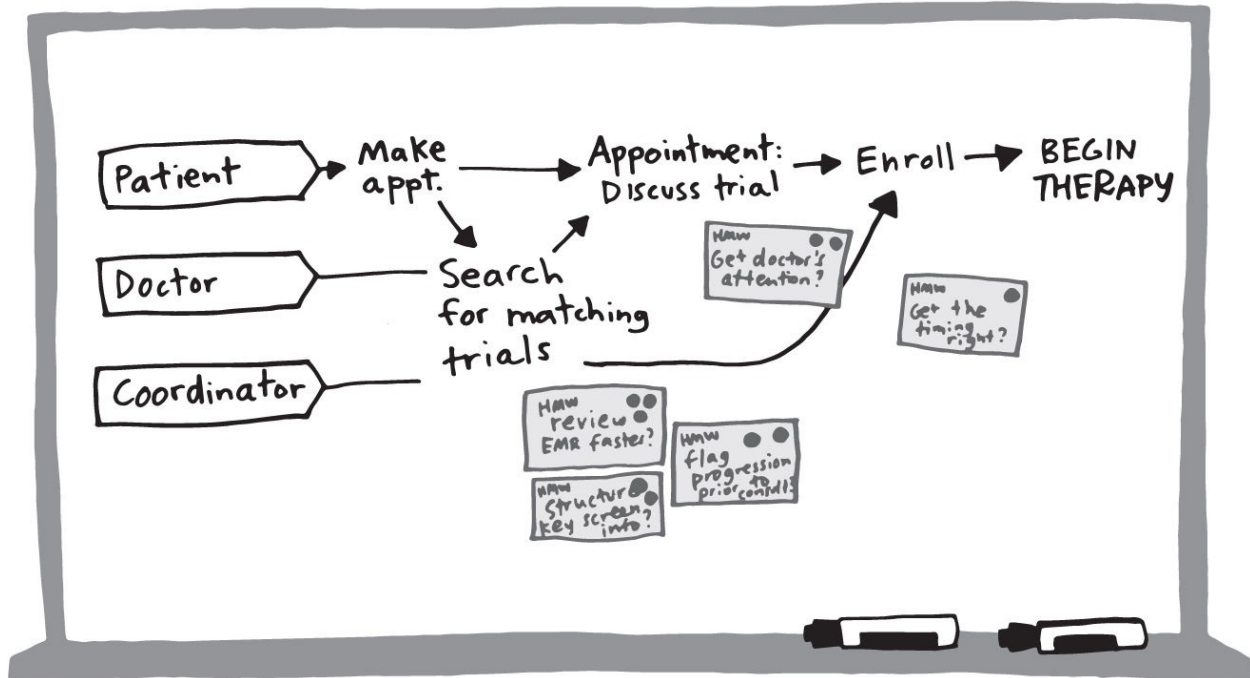 Patient
Make
appt.
Appointment:
Discuss trial
Enroll
BEGIN
THERAPY
Doctor
Search
for matching
trials
Coordinator
HMW
Get doctor's
attention?
HMW
Get the
timing
right?
HMW
review
EMR faster?
HMW
flag
progression
prior to
consult?
HMW
Structure
key screen
info?